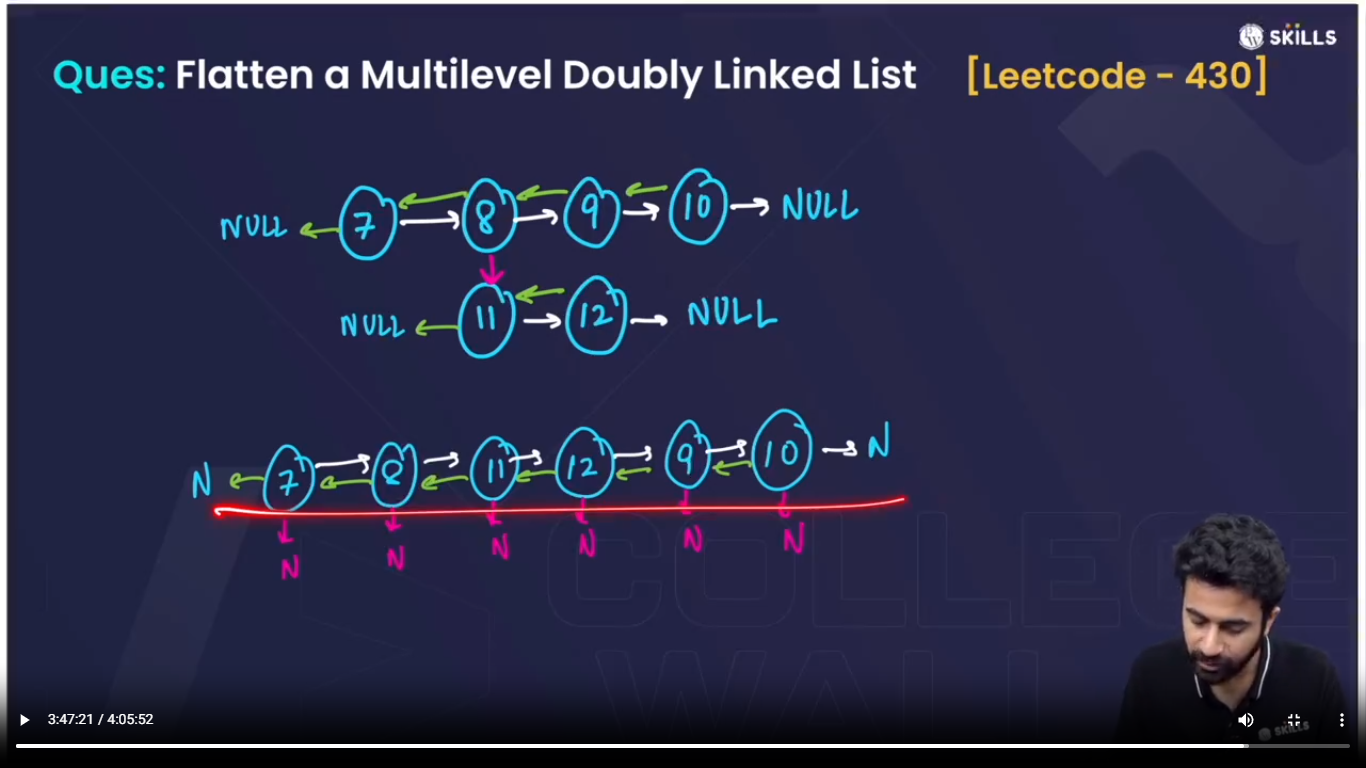 SKILLS
Ques: Flatten a Multilevel Doubly Linked List [Leetcode - 430]
NULL 7 8 9 10 NULL
NULL 11 12 NULL
N 7 8 11 12 9 10 N
N N N N N N
COLLEGE
WALL
SKILLS
3:47:21 / 4:05:52